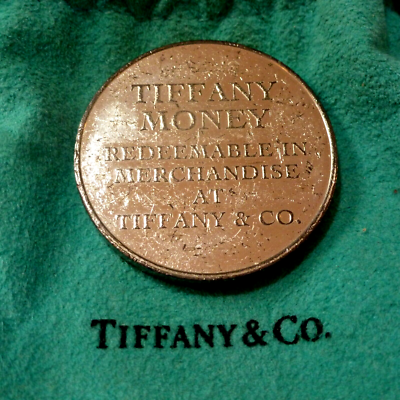 TIFFANY
MONEY
REDEEMABLE IN
MERCHANDISE
AT
TIFFANY & CO.
TIFFANY & CO.